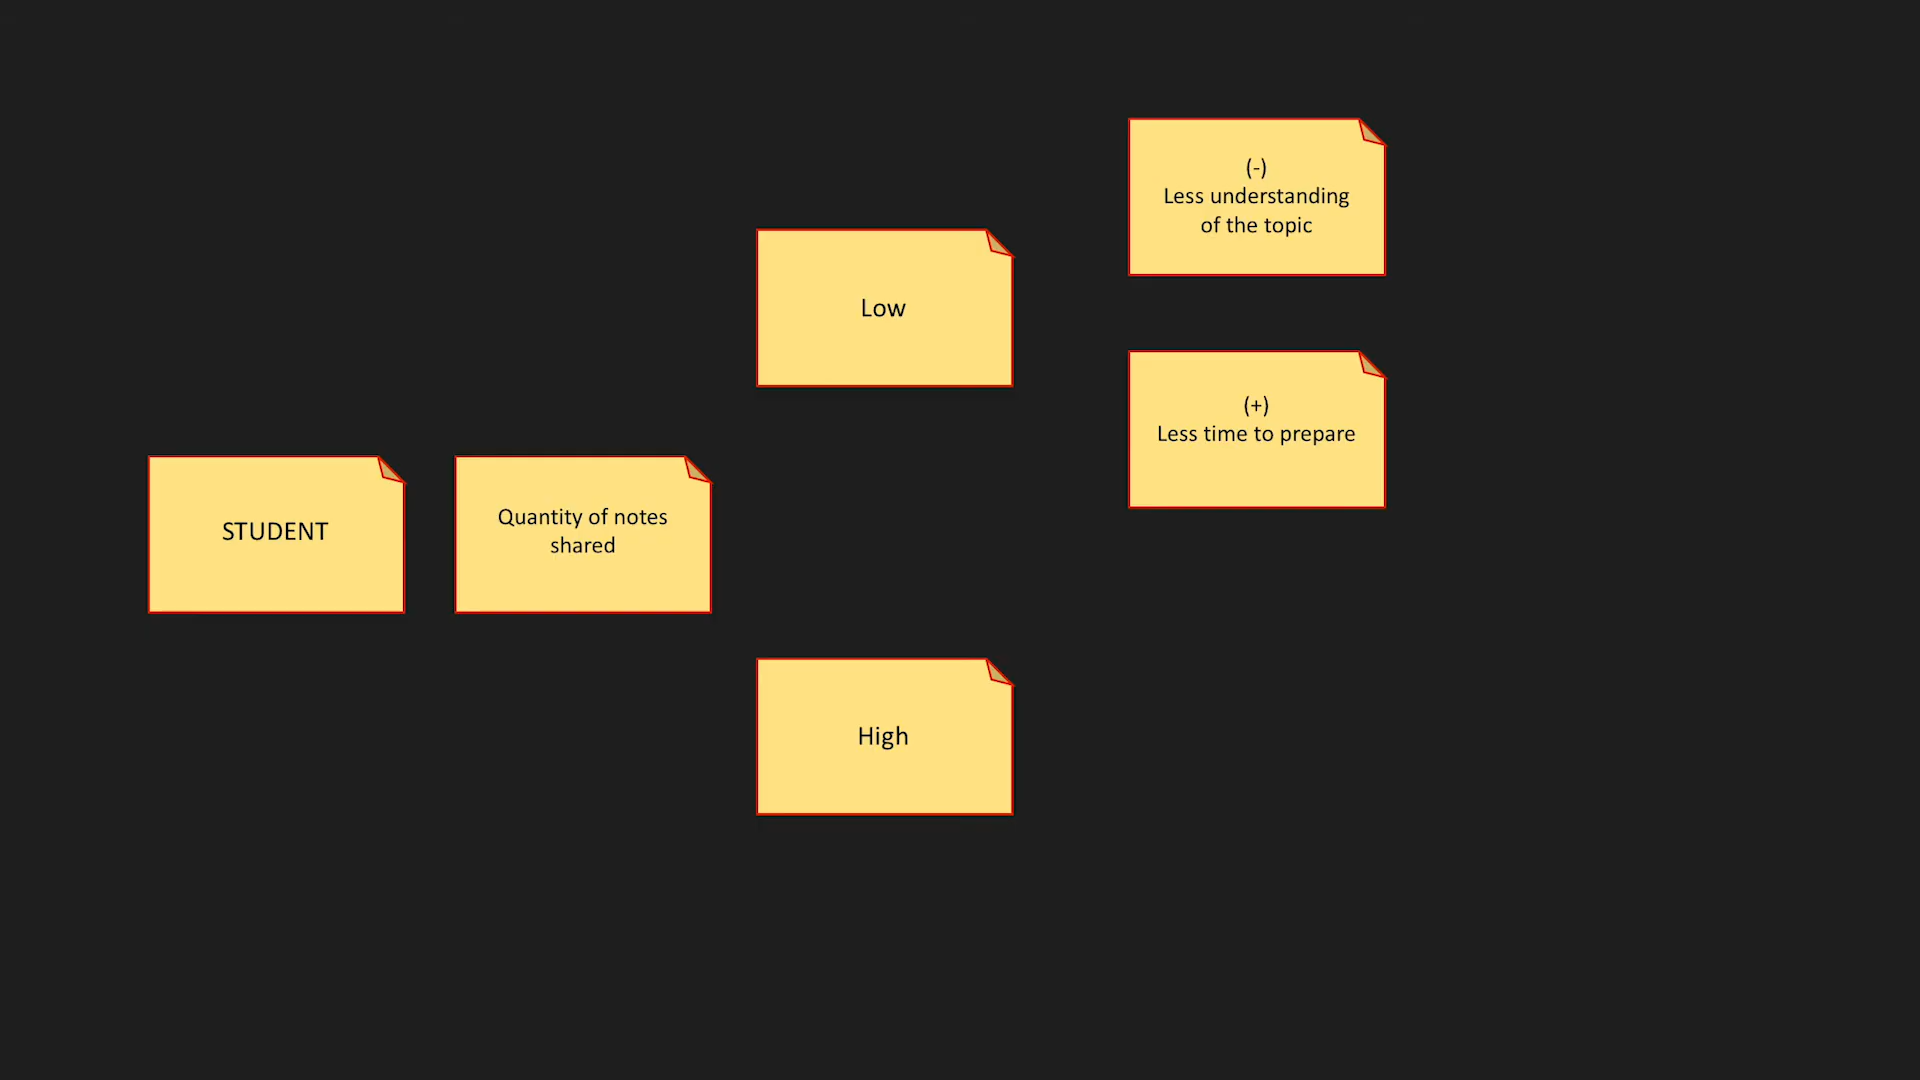 STUDENT
Quantity of notes
shared
Low
High
(-)
Less understanding
of the topic
(+)
Less time to prepare